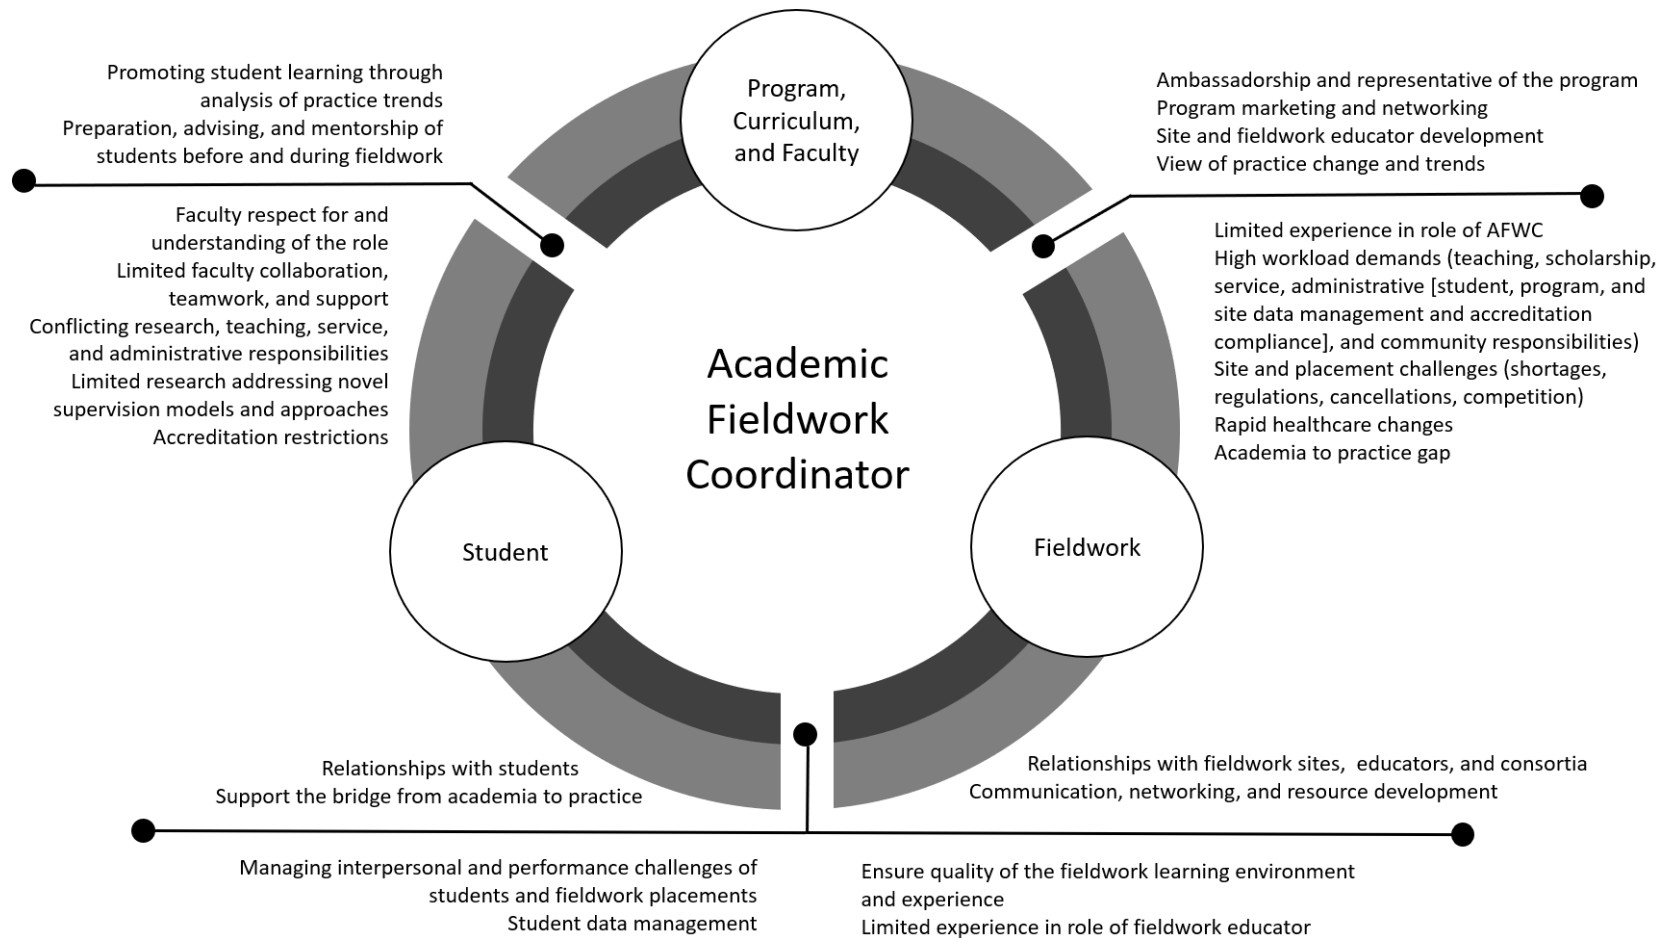 Program,
Curriculum,
and Faculty
Promoting student learning through
analysis of practice trends
Preparation, advising, and mentorship of
students before and during fieldwork
Faculty respect for and
understanding of the role
Limited faculty collaboration,
teamwork, and support
Conflicting research, teaching, service,
and administrative responsibilities
Limited research addressing novel
supervision models and approaches
Accreditation restrictions
Ambassadorship and representative of the program
Program marketing and networking
Site and fieldwork educator development
View of practice change and trends
Limited experience in role of AFWC
High workload demands (teaching, scholarship,
service, administrative [student, program, and
site data management and accreditation
compliance], and community responsibilities)
Site and placement challenges (shortages,
regulations, cancellations, competition)
Rapid healthcare changes
Academia to practice gap
Academic
Fieldwork
Coordinator
Student
Fieldwork
Relationships with students
Support the bridge from academia to practice
Relationships with fieldwork sites, educators, and consortia
Communication, networking, and resource development
Managing interpersonal and performance challenges of
students and fieldwork placements
Student data management
Ensure quality of the fieldwork learning environment
and experience
Limited experience in role of fieldwork educator